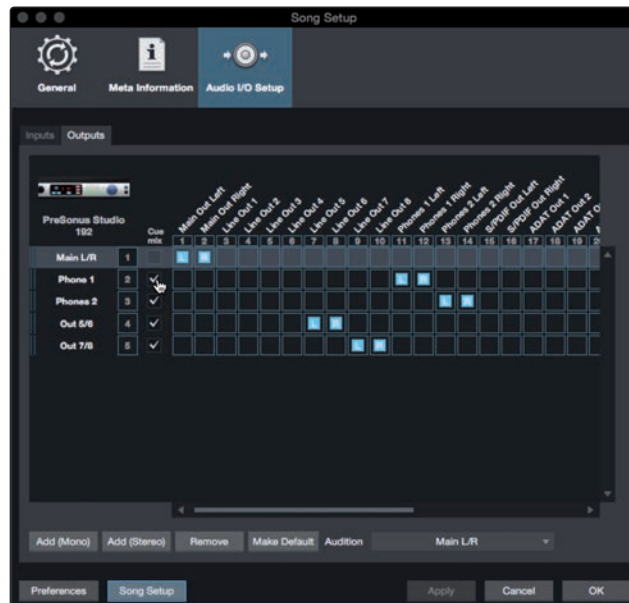 Song Setup
General
Meta Information
Audio I/O Setup
Inputs
Outputs
PreSonus Studio
192
Cue
mix
Main Out Left
Main Out Right
Line Out 1
Line Out 2
Line Out 3
Line Out 4
Line Out 5
Line Out 6
Line Out 7
Line Out 8
Phones 1 Left
Phones 1 Right
Phones 2 Left
Phones 2 Right
S/PDIF Out Left
S/PDIF Out Right
ADAT Out 1
ADAT Out 2
1 2 3 4 5 6 7 8 9 10 11 12 13 14 15 16 17 18 19
Main L/R 1 L R
Phone 1 2 L R
Phones 2 3 L R
Out 5/6 4 L R
Out 7/8 5 L R
Add (Mono)
Add (Stereo)
Remove
Make Default
Audition
Main L/R
Preferences
Song Setup
Apply
Cancel
OK